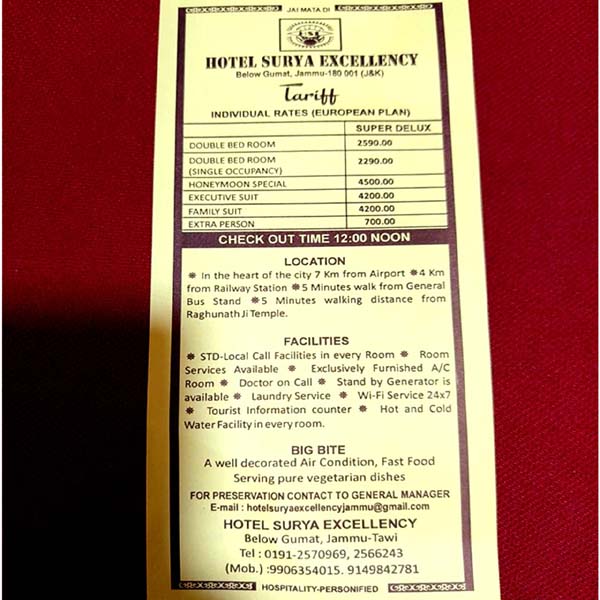 JAI MATA DI
HOTEL SURYA EXCELLENCY
Below Gumat, Jammu-180 001 (J&K)
Tariff
INDIVIDUAL RATES (EUROPEAN PLAN)
SUPER DELUX
DOUBLE BED ROOM 2590.00
DOUBLE BED ROOM 2290.00
(SINGLE OCCUPANCY)
HONEYMOON SPECIAL 4500.00
EXECUTIVE SUIT 4200.00
FAMILY SUIT 4200.00
EXTRA PERSON 700.00
CHECK OUT TIME 12:00 NOON
LOCATION
❋ In the heart of the city 7 Km from Airport ❋4 Km
from Railway Station ❋5 Minutes walk from General
Bus Stand ❋5 Minutes walking distance from
Raghunath Ji Temple.
FACILITIES
❋ STD-Local Call Facilities in every Room ❋ Room
Services Available ❋ Exclusively Furnished A/C
Room ❋ Doctor on Call ❋ Stand by Generator is
available ❋ Laundry Service ❋ Wi-Fi Service 24x7
❋ Tourist Information counter ❋ Hot and Cold
Water Facility in every room.
BIG BITE
A well decorated Air Condition, Fast Food
Serving pure vegetarian dishes
FOR PRESERVATION CONTACT TO GENERAL MANAGER
E-mail : hotelsuryaexcellencyjammu@gmail.com
HOTEL SURYA EXCELLENCY
Below Gumat, Jammu-Tawi
Tel : 0191-2570969, 2566243
(Mob.) :9906354015. 9149842781
HOSPITALITY-PERSONIFIED